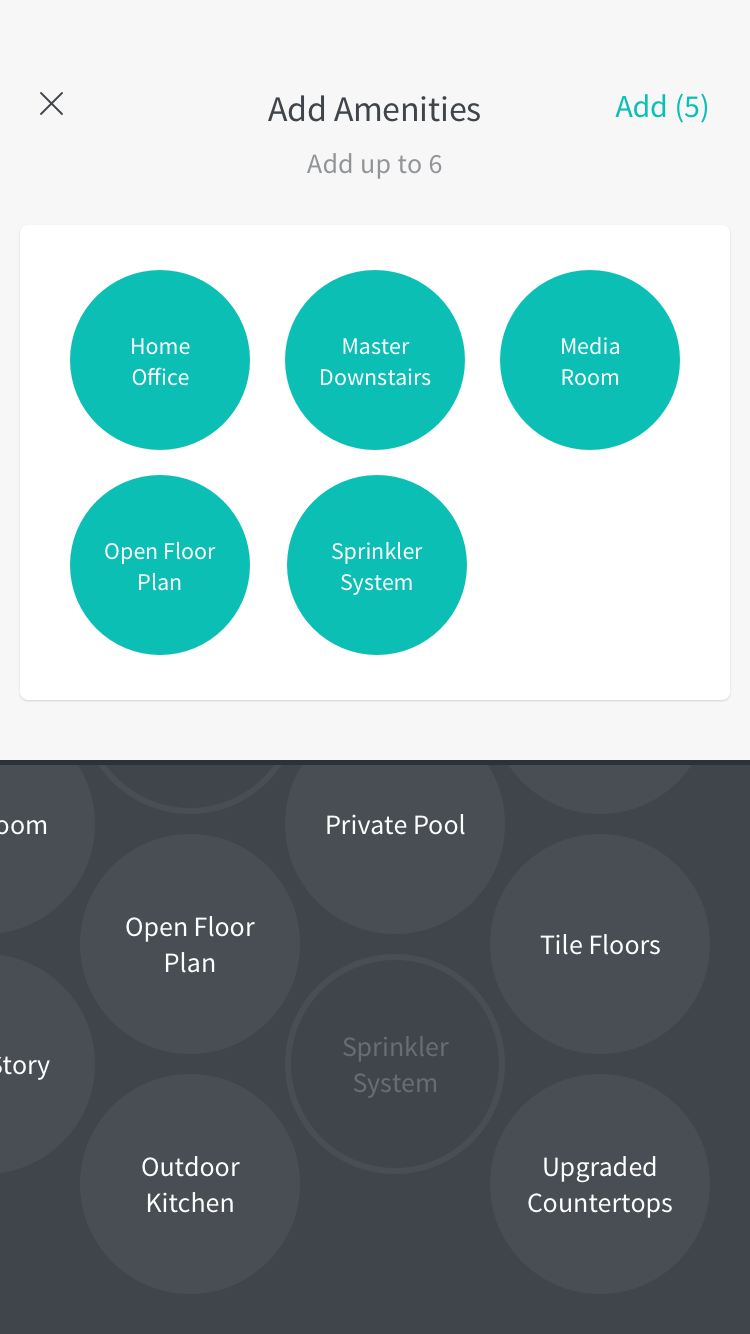 Add Amenities
Add (5)
Add up to 6
Home
Office
Master
Downstairs
Media
Room
Open Floor
Plan
Sprinkler
System
oom
Private Pool
Open Floor
Plan
Tile Floors
Sprinkler
System
Story
Outdoor
Kitchen
Upgraded
Countertops